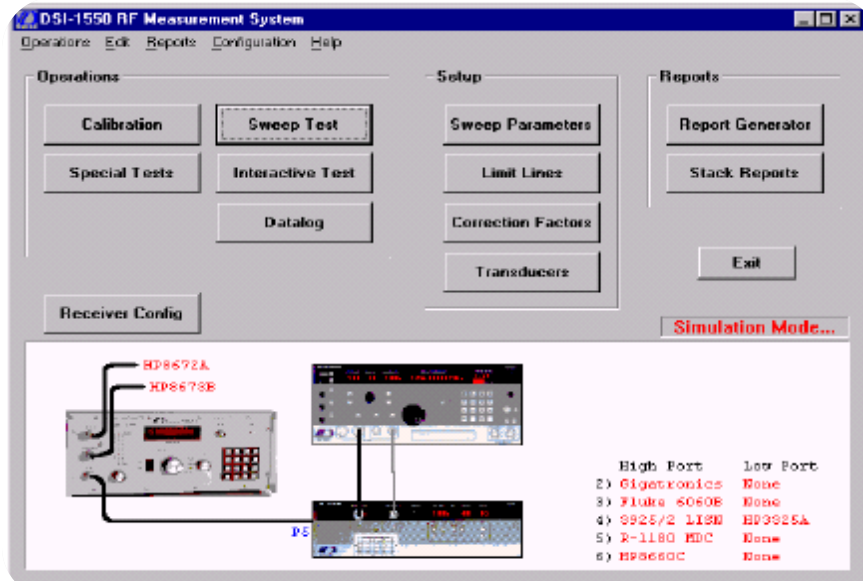 DSI-1550 RF Measurement System
Operations Edit Reports Configuration Help
Operations
Calibration
Sweep Test
Special Tests
Interactive Test
Datalog
Receiver Config
Setup
Sweep Parameters
Limit Lines
Correction Factors
Transducers
Reports
Report Generator
Stack Reports
Exit
Simulation Mode...
HP8672A
HP8673B
P5
High Port Low Port
2) Gigatronics None
3) Fluke 6060B None
4) 3925/2 LISN HP3325A
5) R-1180 MDC None
6) HP8660C None